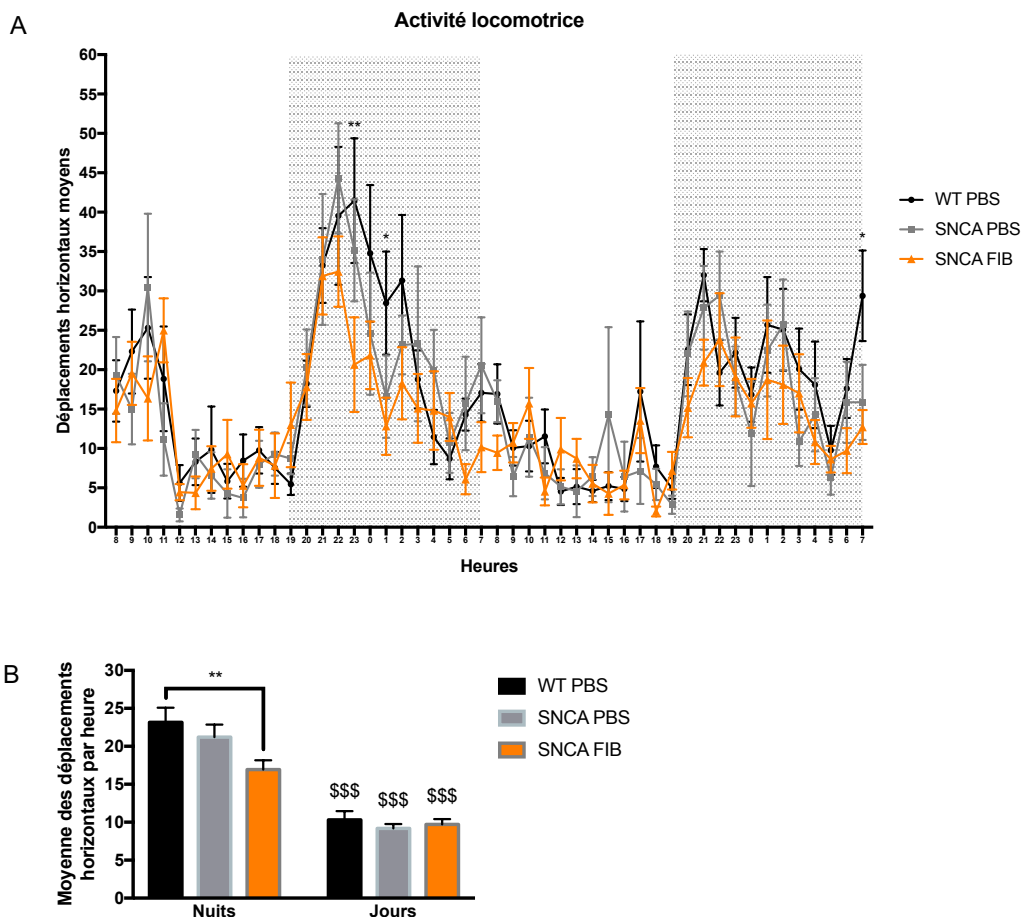 A
Activité locomotrice
Déplacements horizontaux moyens
60
55
50
45
40
35
30
25
20
15
10
5
0
**
*
*
8 9 10 11 12 13 14 15 16 17 18 19 20 21 22 23 0 1 2 3 4 5 6 7 8 9 10 11 12 13 14 15 16 17 18 19 20 21 22 23 0 1 2 3 4 5 6 7
Heures
WT PBS
SNCA PBS
SNCA FIB
B
Moyenne des déplacements
horizontaux par heure
30
25
20
15
10
5
0
**
$$$ $$$ $$$
Nuits Jours
WT PBS
SNCA PBS
SNCA FIB